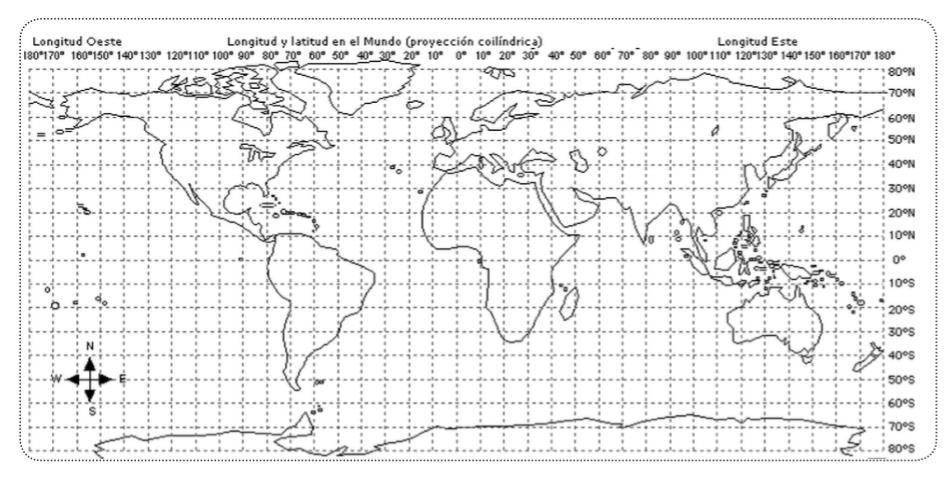 Longitud Oeste Longitud y latitud en el Mundo (proyección coilíndrica) Longitud Este
180° 170° 160° 150° 140° 130° 120° 110° 100° 90° 80° 70° 60° 50° 40° 30° 20° 10° 0° 10° 20° 30° 40° 50° 60° 70° 80° 90° 100° 110° 120° 130° 140° 150° 160° 170° 180°
80°N
70°N
60°N
50°N
40°N
30°N
20°N
10°N
0°
10°S
20°S
30°S
N
40°S
W E 50°S
S 60°S
70°S
80°S